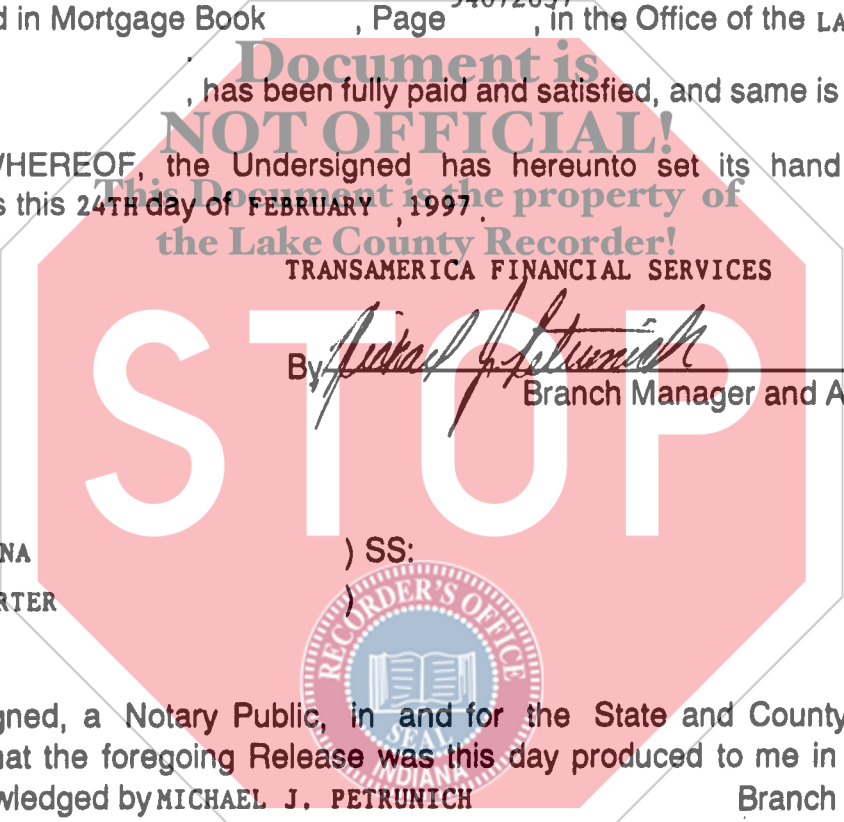 d in Mortgage Book , Page , in the Office of the LA
Document is
, has been fully paid and satisfied, and same is
NOT OFFICIAL!
WHEREOF, the Undersigned has hereunto set its hand
This Document is the property of
s this 24TH day of FEBRUARY , 1997.
the Lake County Recorder!
TRANSAMERICA FINANCIAL SERVICES
STOP
By Michael J. Petrunich
Branch Manager and A
NA ) SS:
RTER )
RECORDER'S OFFICE
SEAL
INDIANA
gned, a Notary Public, in and for the State and County
hat the foregoing Release was this day produced to me in
wledged by MICHAEL J. PETRUNICH Branch